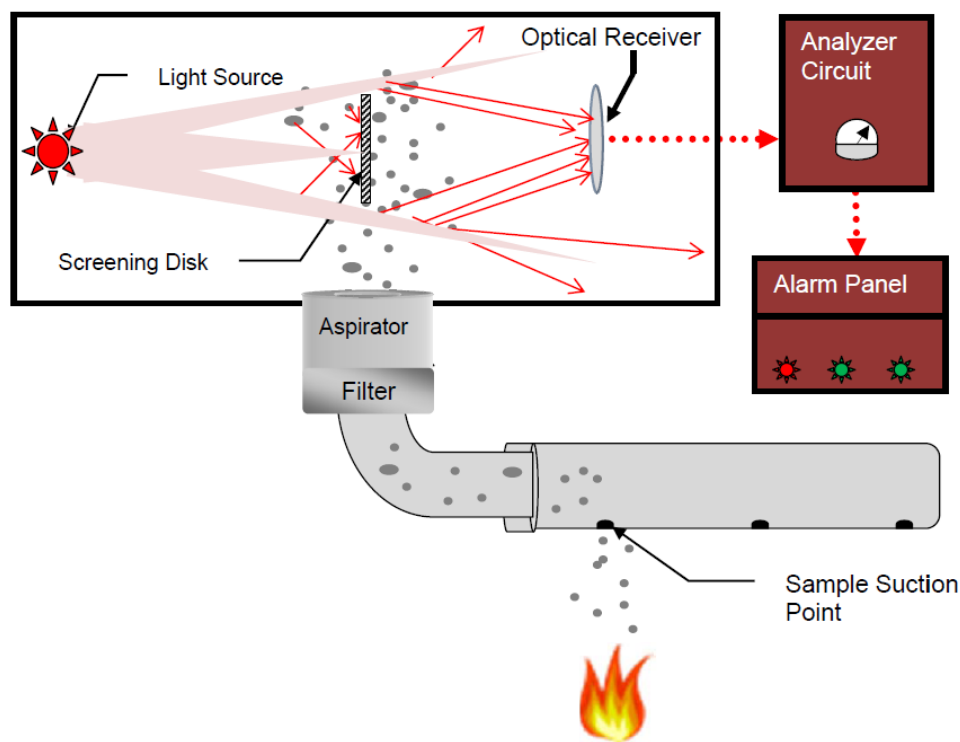 Optical Receiver
Light Source
Analyzer
Circuit
Screening Disk
Alarm Panel
Aspirator
Filter
Sample Suction
Point